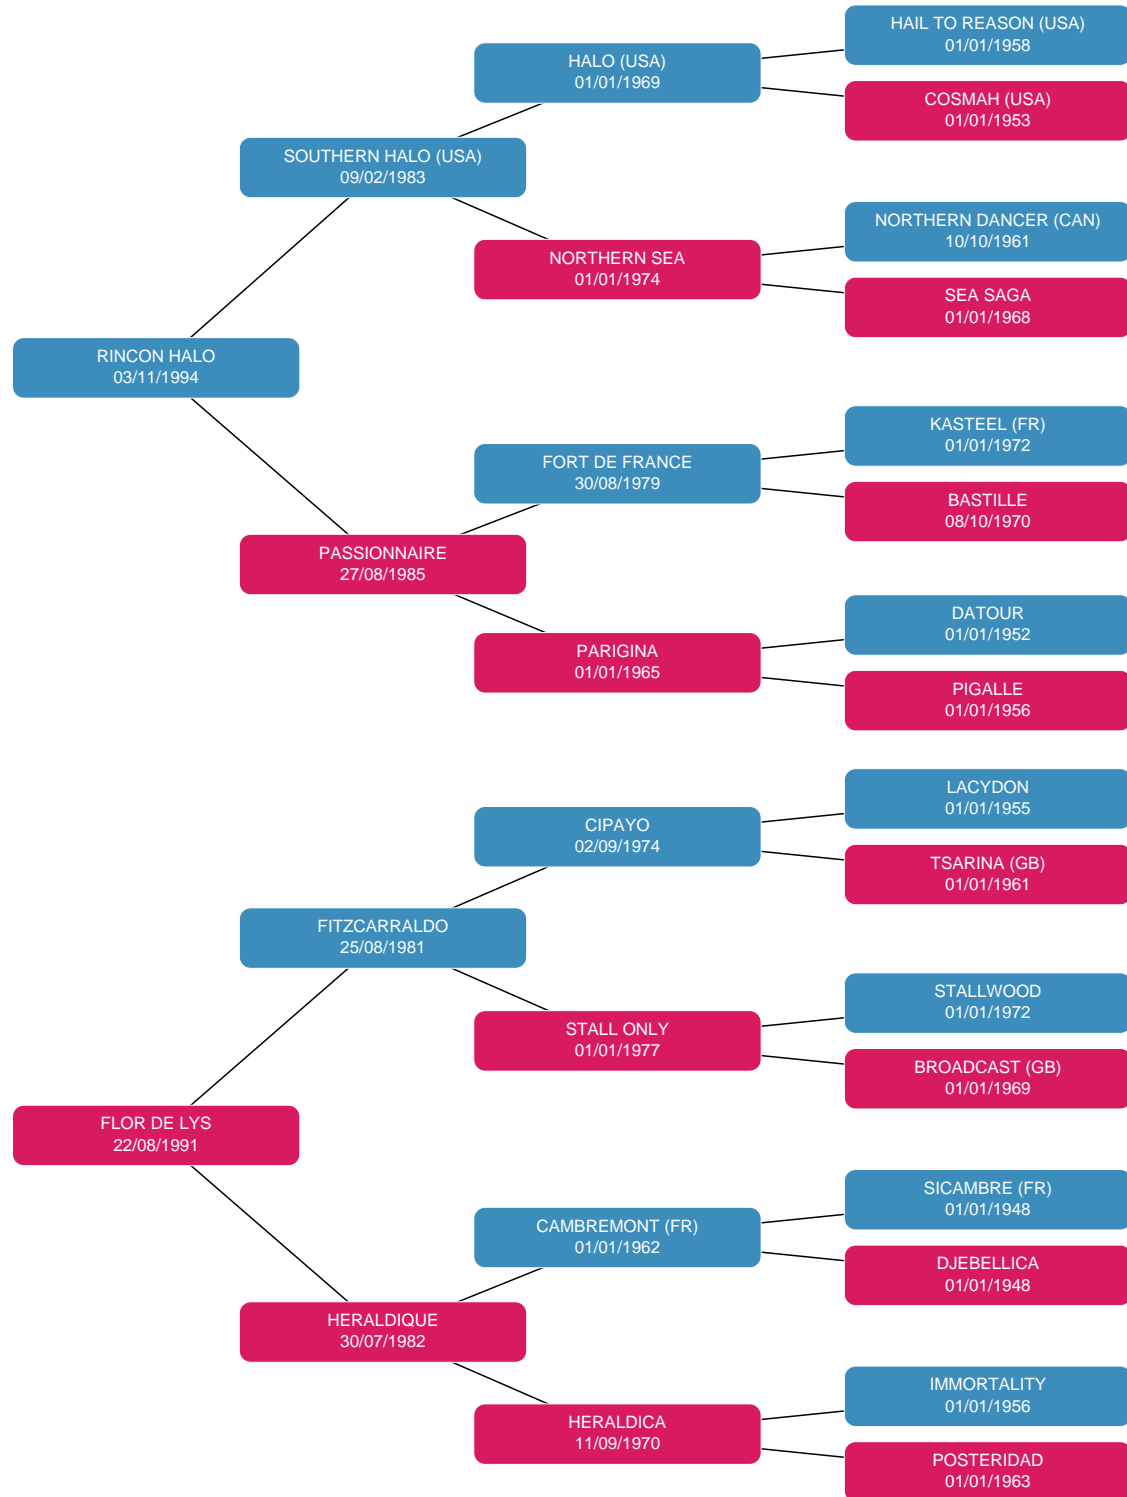 HAIL TO REASON (USA)
01/01/1958
HALO (USA)
01/01/1969
COSMAH (USA)
01/01/1953
SOUTHERN HALO (USA)
09/02/1983
NORTHERN DANCER (CAN)
10/10/1961
NORTHERN SEA
01/01/1974
SEA SAGA
01/01/1968
RINCON HALO
03/11/1994
KASTEEL (FR)
01/01/1972
FORT DE FRANCE
30/08/1979
BASTILLE
08/10/1970
PASSIONNAIRE
27/08/1985
DATOUR
01/01/1952
PARIGINA
01/01/1965
PIGALLE
01/01/1956
LACYDON
01/01/1955
CIPAYO
02/09/1974
TSARINA (GB)
01/01/1961
FITZCARRALDO
25/08/1981
STALLWOOD
01/01/1972
STALL ONLY
01/01/1977
BROADCAST (GB)
01/01/1969
FLOR DE LYS
22/08/1991
SICAMBRE (FR)
01/01/1948
CAMBREMONT (FR)
01/01/1962
DJEBELLICA
01/01/1948
HERALDIQUE
30/07/1982
IMMORTALITY
01/01/1956
HERALDICA
11/09/1970
POSTERIDAD
01/01/1963